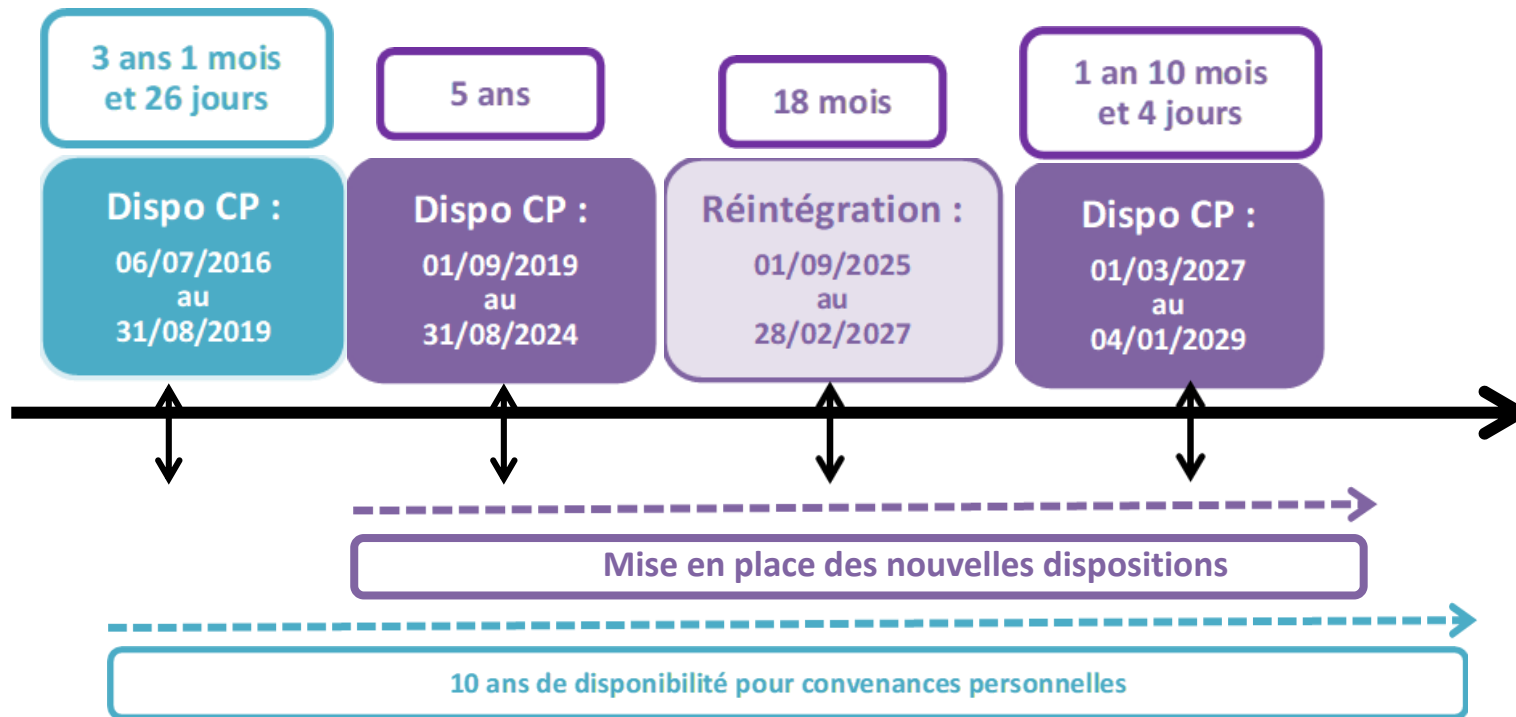 3 ans 1 mois
et 26 jours
5 ans
18 mois
1 an 10 mois
et 4 jours
Dispo CP :
06/07/2016
au
31/08/2019
Dispo CP :
01/09/2019
au
31/08/2024
Réintégration :
01/09/2025
au
28/02/2027
Dispo CP :
01/03/2027
au
04/01/2029
Mise en place des nouvelles dispositions
10 ans de disponibilité pour convenances personnelles